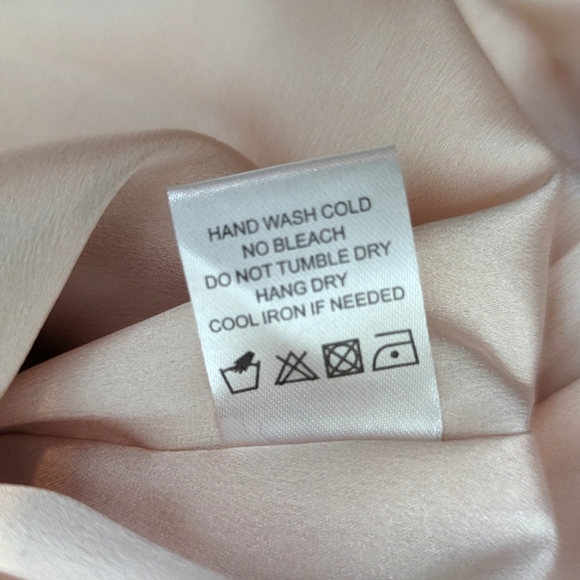 HAND WASH COLD
NO BLEACH
DO NOT TUMBLE DRY
HANG DRY
COOL IRON IF NEEDED